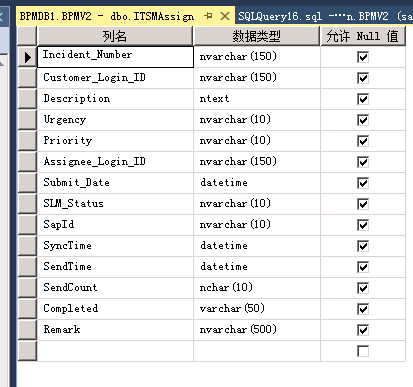 BPMDB1.BPMV2 - dbo.ITSMAssign SQLQuery16.sql -...n.BPMV2 (sa
列名 数据类型 允许 Null 值
Incident_Number nvarchar(150)
Customer_Login_ID nvarchar(150)
Description ntext
Urgency nvarchar(10)
Priority nvarchar(10)
Assignee_Login_ID nvarchar(150)
Submit_Date datetime
SLM_Status nvarchar(10)
SapId nvarchar(10)
SyncTime datetime
SendTime datetime
SendCount nchar(10)
Completed varchar(50)
Remark nvarchar(500)